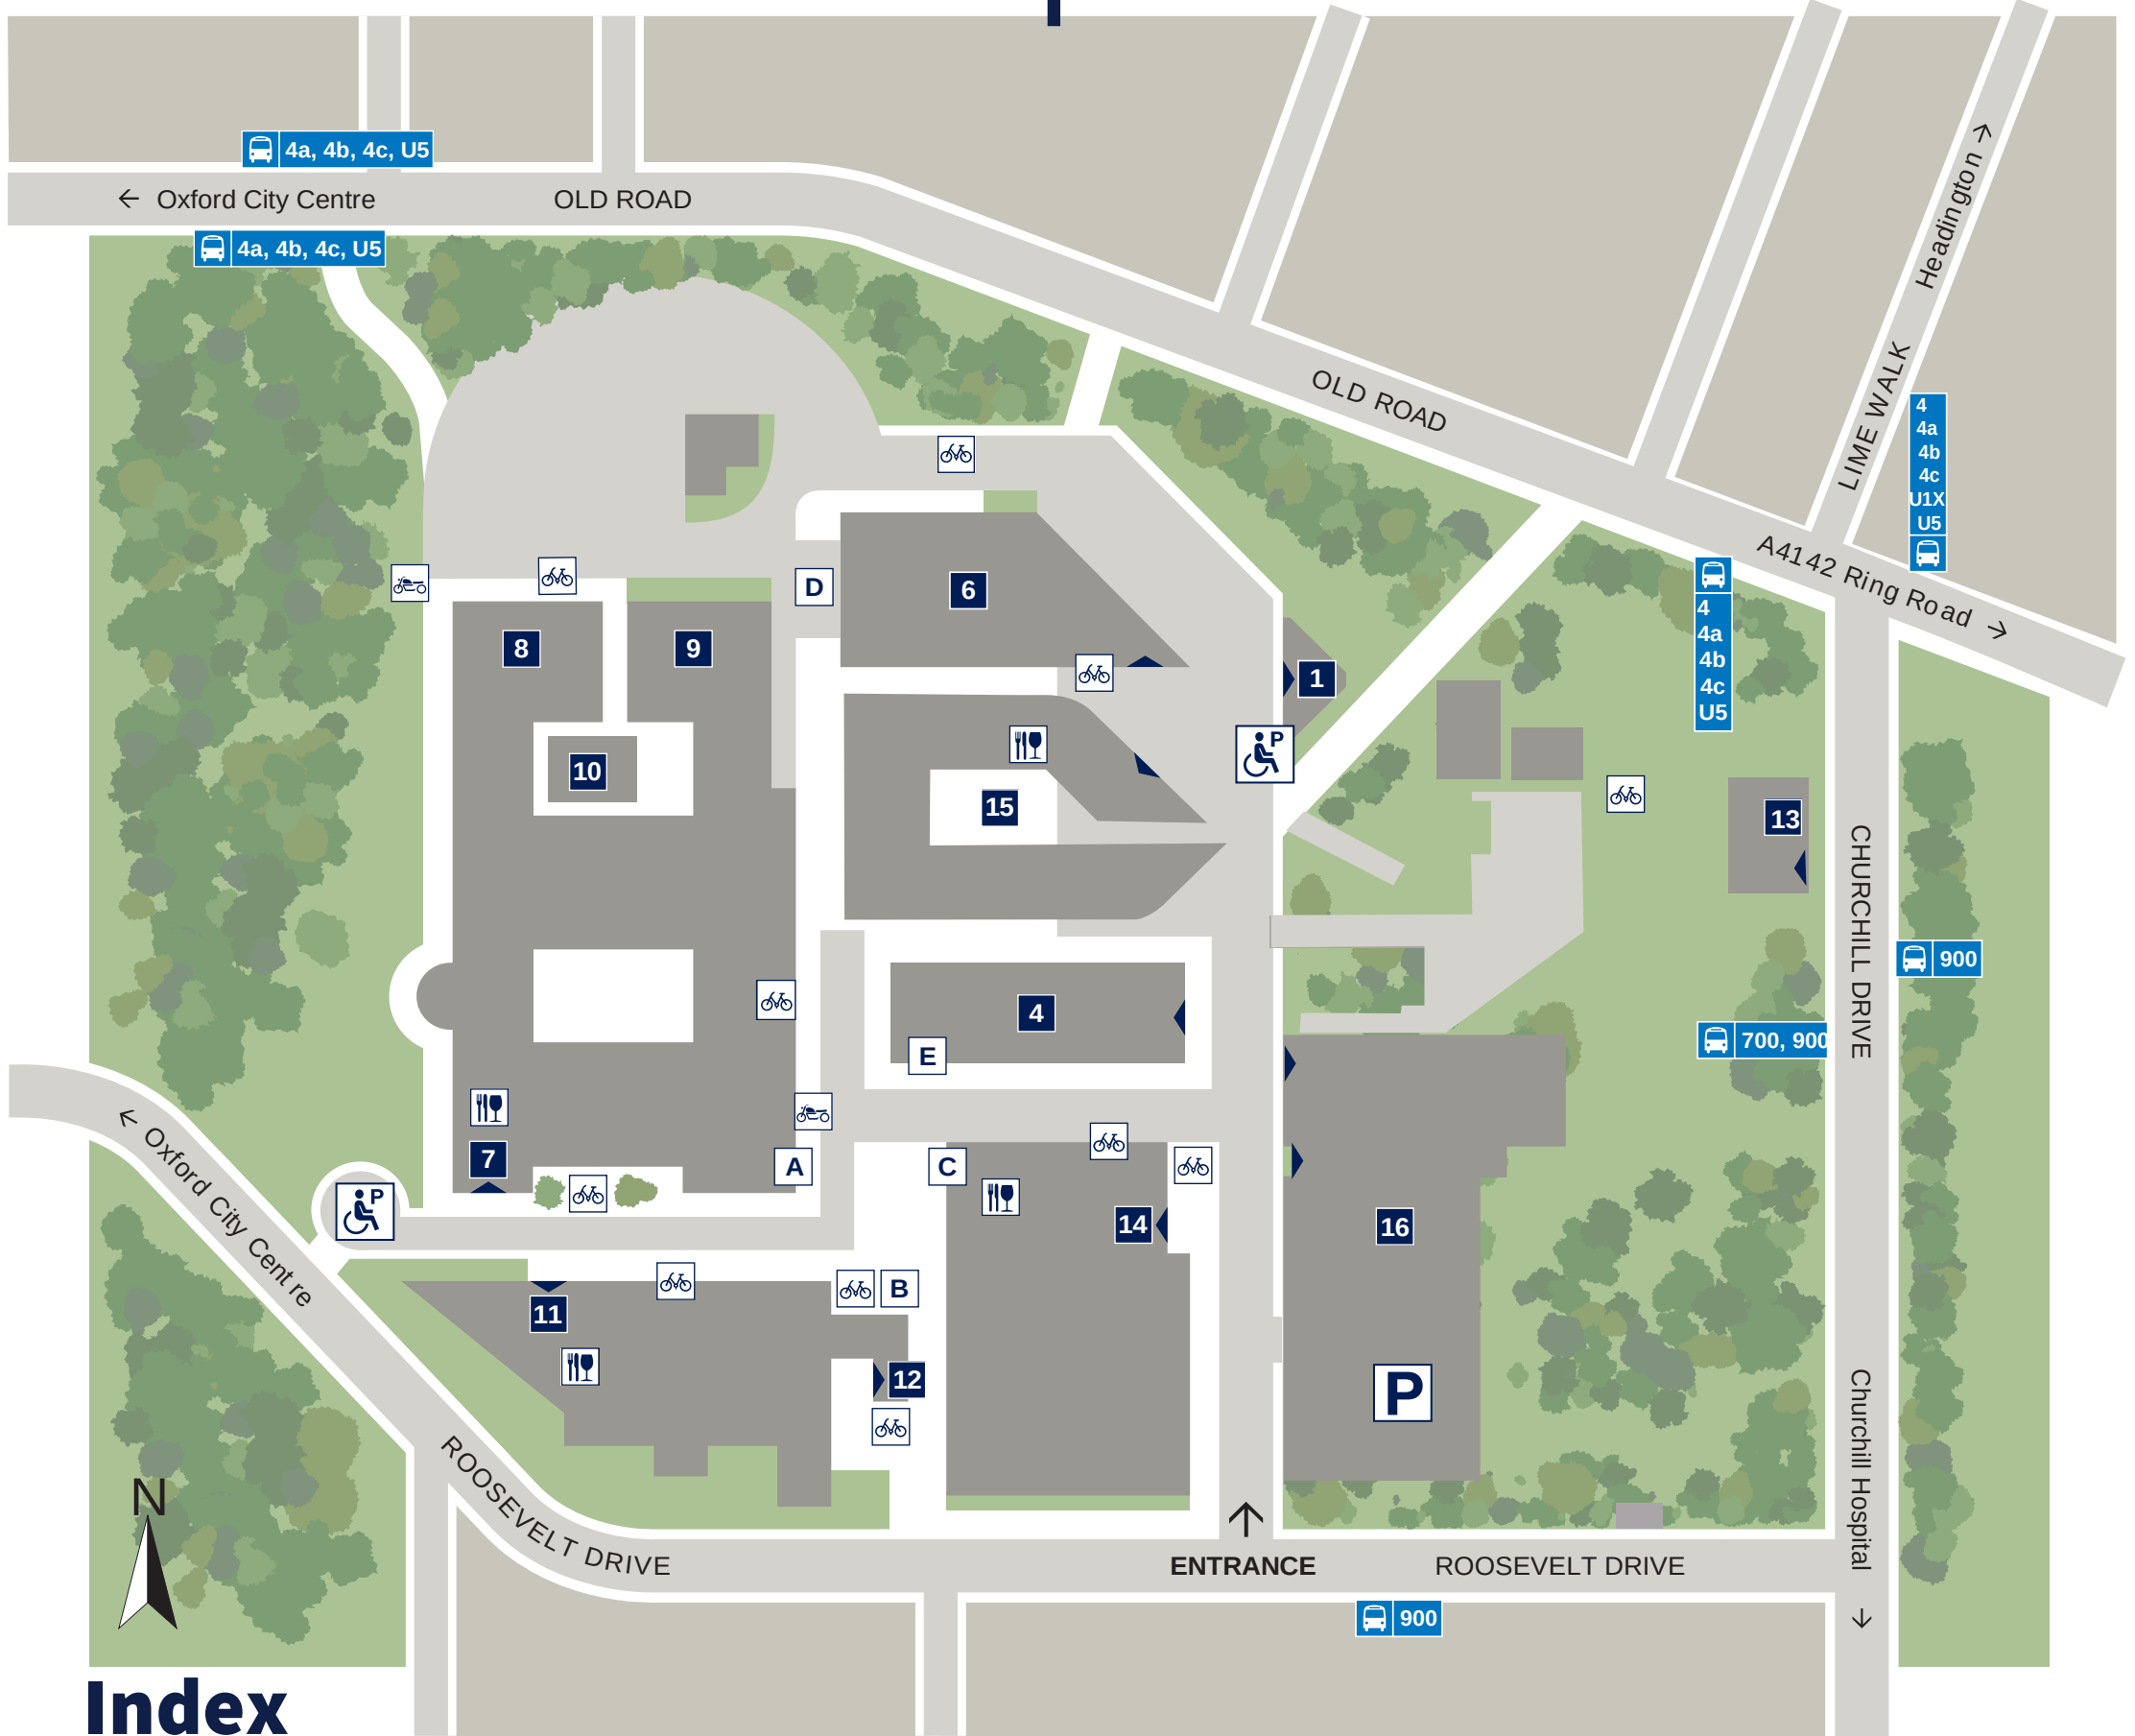 4a, 4b, 4c, U5
← Oxford City Centre
OLD ROAD
4a, 4b, 4c, U5
Headington →
OLD ROAD
LIME WALK
4
4a
4b
4c
U1X
U5
A4142 Ring Road →
4
4a
4b
4c
U5
D
6
8
9
1
10
15
13
CHURCHILL DRIVE
900
700, 900
4
E
← Oxford City Centre
7
A
C
14
16
B
11
12
P
Churchill Hospital →
N
ROOSEVELT DRIVE
ENTRANCE
ROOSEVELT DRIVE
900
P
P
Index